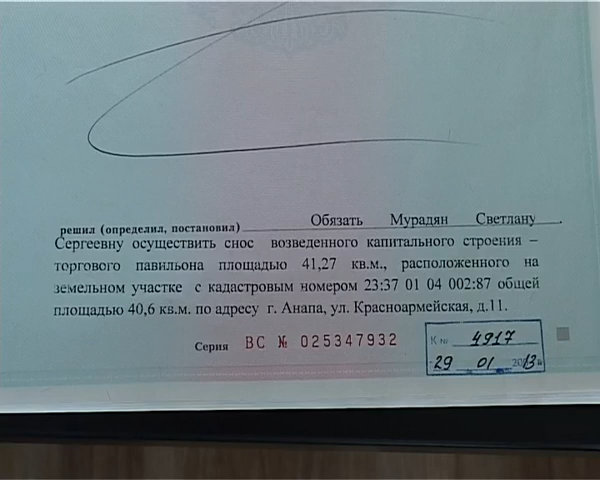 решил (определил, постановил) Обязать Мурадян Светлану
Сергеевну осуществить снос возведенного капитального строения –
торгового павильона площадью 41,27 кв.м., расположенного на
земельном участке с кадастровым номером 23:37 01 04 002:87 общей
площадью 40,6 кв.м. по адресу г. Анапа, ул. Красноармейская, д.11.
Серия ВС № 025347932
К № 4917
29 01 2013 г.